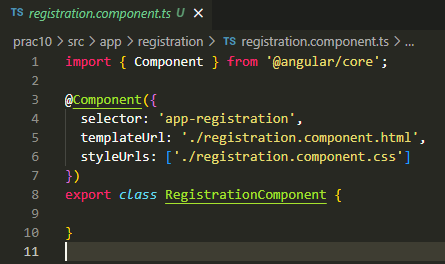 TS registration.component.ts U ×
prac10 > src > app > registration > TS registration.component.ts > ...
1 import { Component } from '@angular/core';
2
3 @Component({
4   selector: 'app-registration',
5   templateUrl: './registration.component.html',
6   styleUrls: ['./registration.component.css']
7 })
8 export class RegistrationComponent {
9
10 }
11